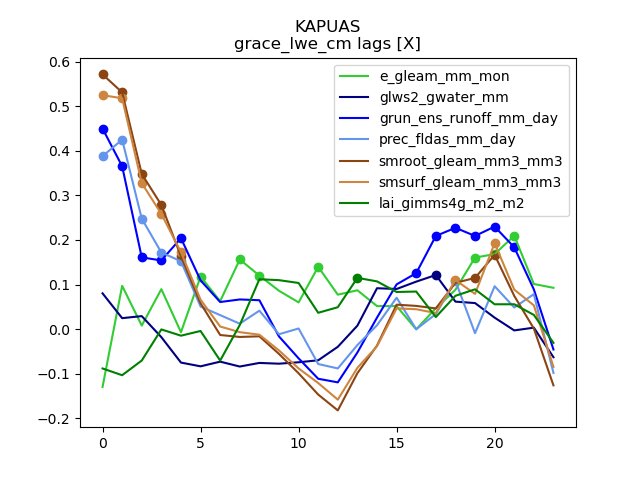 KAPUAS
grace_lwe_cm lags [X]
e_gleam_mm_mon
glws2_gwater_mm
grun_ens_runoff_mm_day
prec_fldas_mm_day
smroot_gleam_mm3_mm3
smsurf_gleam_mm3_mm3
lai_gimms4g_m2_m2
0.6
0.5
0.4
0.3
0.2
0.1
0.0
−0.1
−0.2
0 5 10 15 20